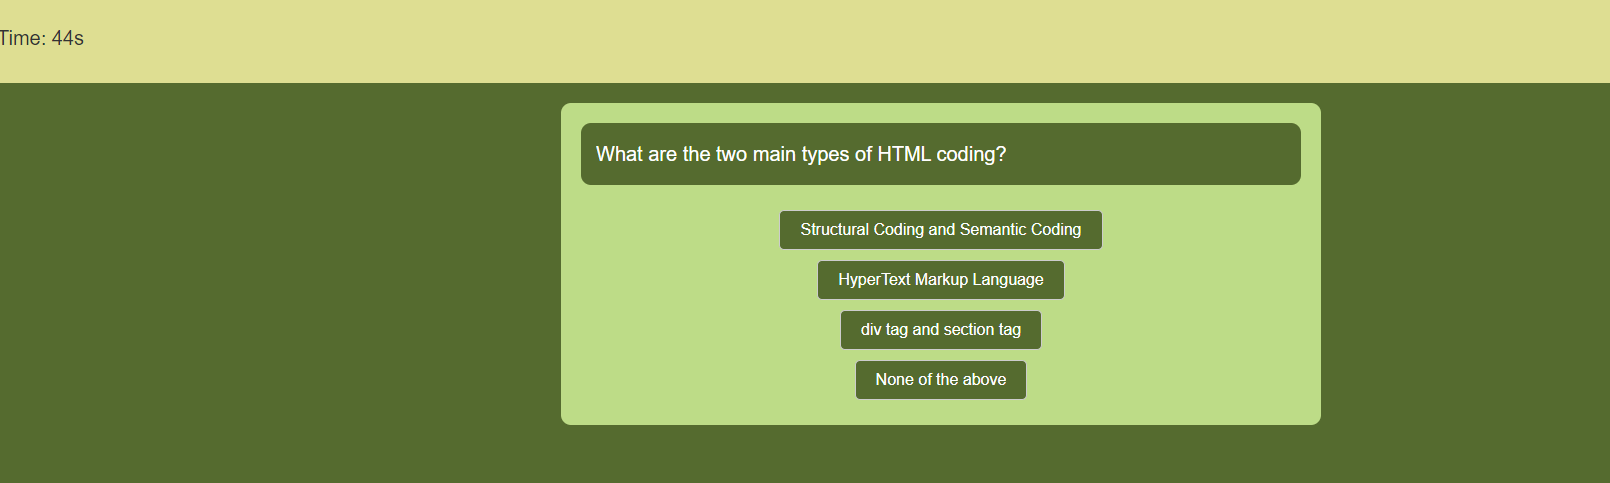 Time: 44s
What are the two main types of HTML coding?
Structural Coding and Semantic Coding
HyperText Markup Language
div tag and section tag
None of the above